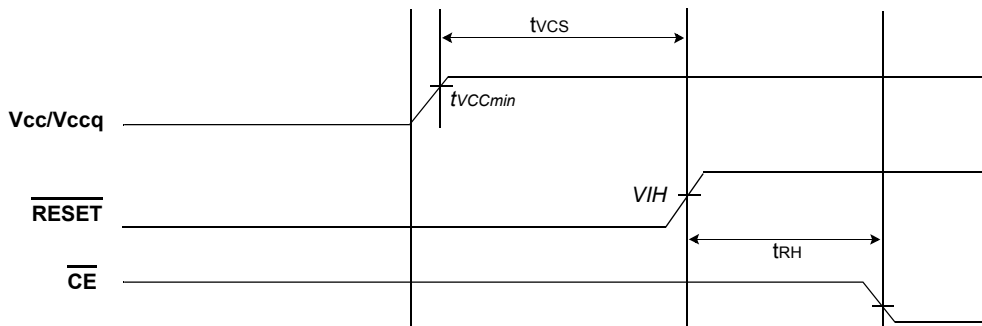 tVCS
tVCCmin
Vcc/Vccq
VIH
RESET
tRH
CE